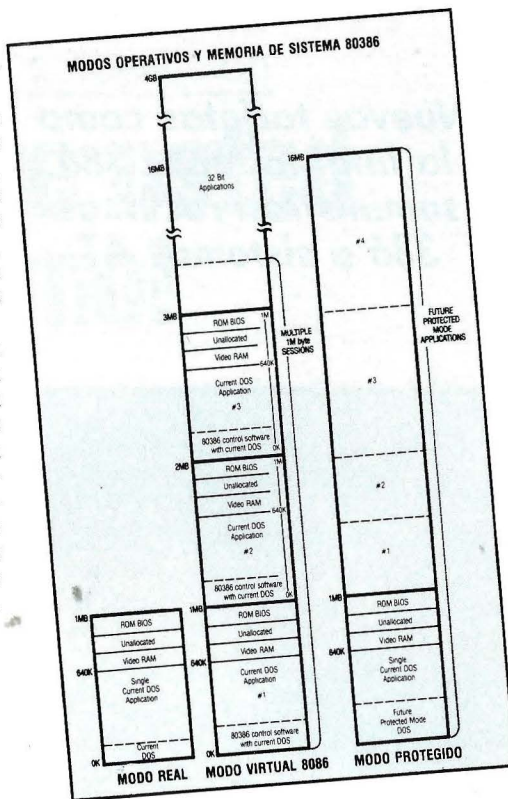 MODOS OPERATIVOS Y MEMORIA DE SISTEMA 80386
4GB
16MB
32 Bit
Applications
3MB
ROM BIOS
1M
Unallocated
Video RAM
640K
Current DOS
Application
#3
80386 control software
with current DOS
0K
MULTIPLE
1M byte
SESSIONS
2MB
ROM BIOS
1M
Unallocated
Video RAM
640K
Current DOS
Application
#2
80386 control software
with current DOS
0K
1MB
ROM BIOS
Unallocated
Video RAM
640K
Current DOS
Application
#1
80386 control software
with current DOS
0K
MODO VIRTUAL 8086
1MB
ROM BIOS
Unallocated
Video RAM
640K
Single
Current DOS
Application
Current
DOS
0K
MODO REAL
16MB
#4
#3
#2
#1
FUTURE
PROTECTED
MODE
APPLICATIONS
1MB
ROM BIOS
Unallocated
Video RAM
640K
Single
Current DOS
Application
Future
Protected Mode
DOS
0K
MODO PROTEGIDO